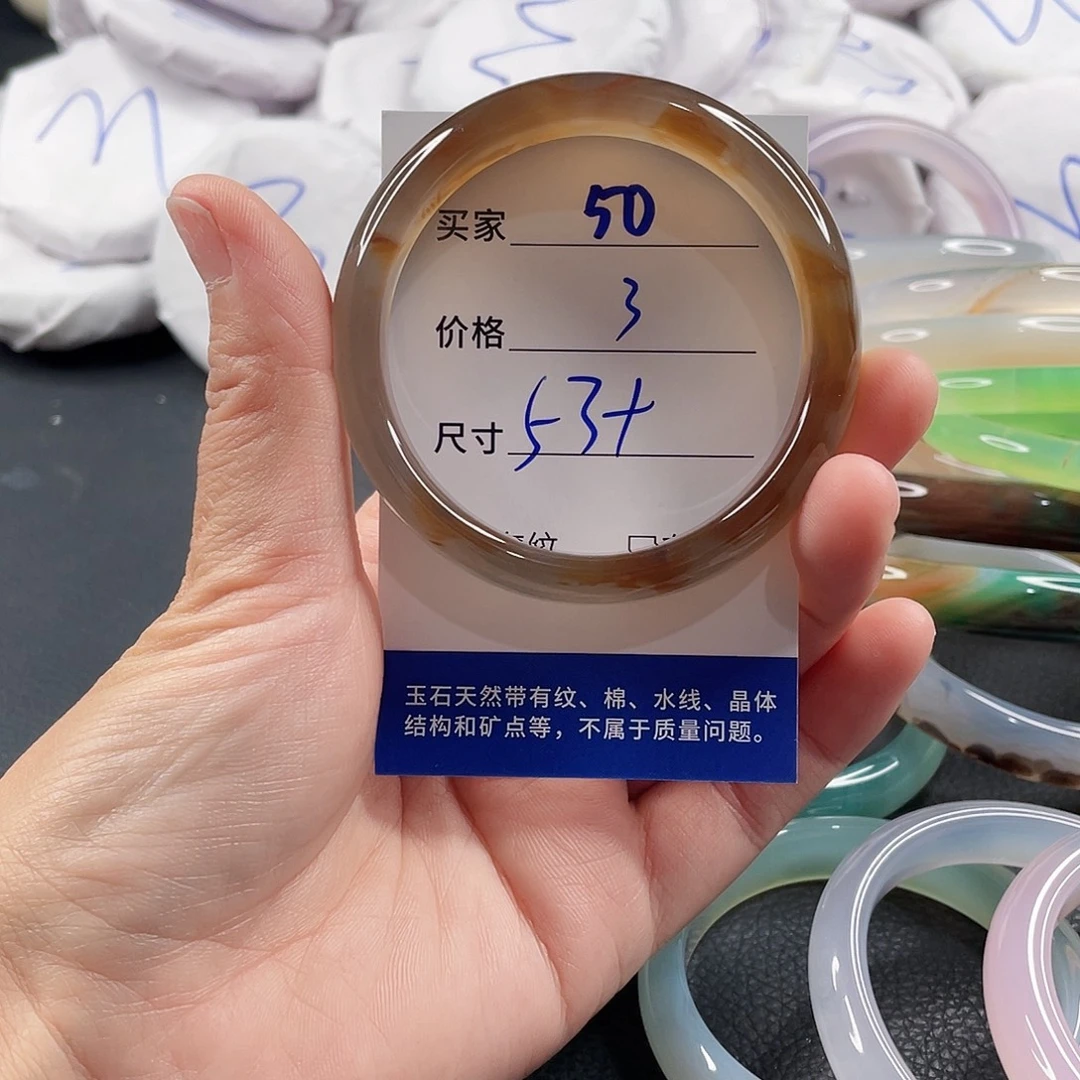 买家 50
价格 3
尺寸 53+
玉石天然带有纹、棉、水线、晶体
结构和矿点等，不属于质量问题。